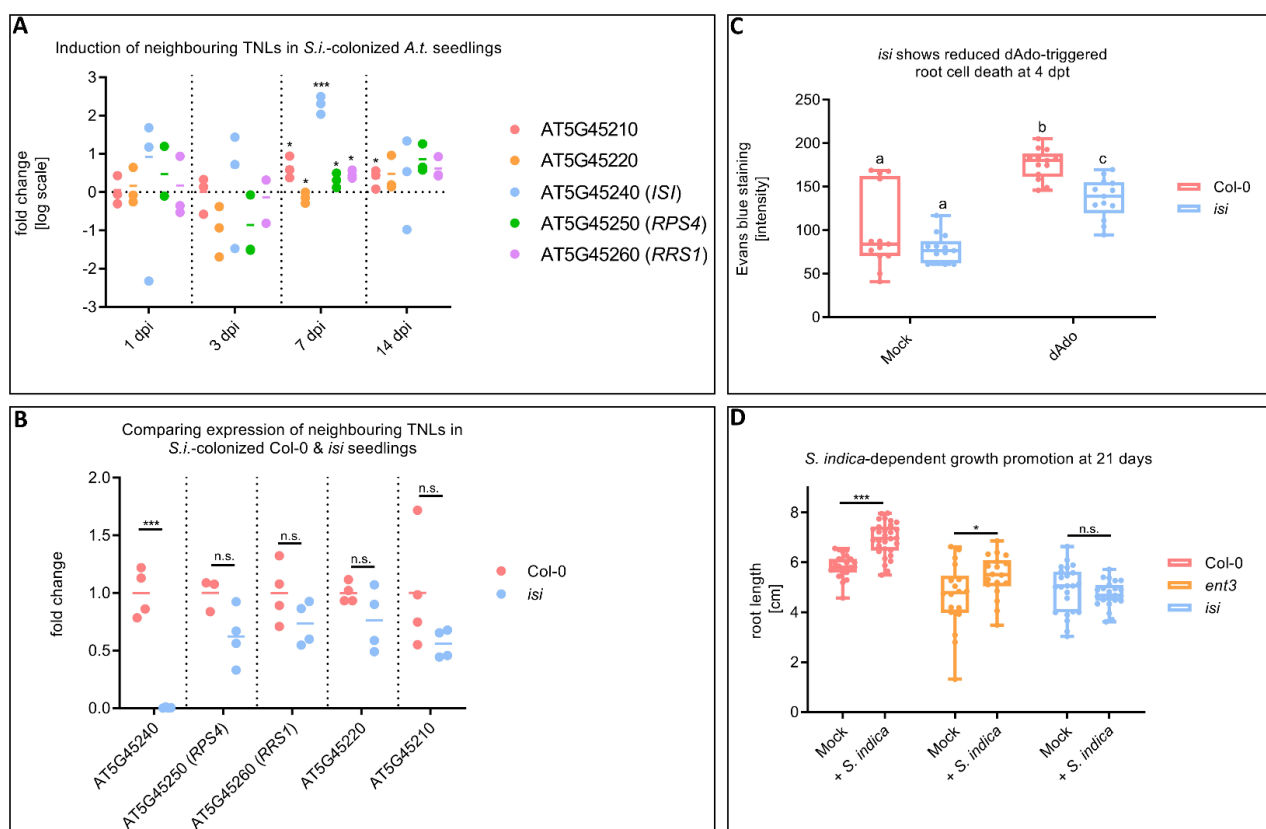 A
Induction of neighbouring TNLs in S.i.-colonized A.t. seedlings
fold change
[log scale]
3
2
1
0
-1
-2
-3
***
*
*
*
*
*
1 dpi
3 dpi
7 dpi
14 dpi
AT5G45210
AT5G45220
AT5G45240 (ISI)
AT5G45250 (RPS4)
AT5G45260 (RRS1)
B
Comparing expression of neighbouring TNLs in
S.i.-colonized Col-0 & isi seedlings
fold change
2.0
1.5
1.0
0.5
0.0
***
n.s.
n.s.
n.s.
n.s.
AT5G45240
AT5G45250 (RPS4)
AT5G45260 (RRS1)
AT5G45220
AT5G45210
Col-0
isi
C
isi shows reduced dAdo-triggered
root cell death at 4 dpt
Evans blue staining
[intensity]
250
200
150
100
50
0
a
a
b
c
Mock
dAdo
Col-0
isi
D
S. indica-dependent growth promotion at 21 days
root length
[cm]
8
6
4
2
0
***
*
n.s.
Mock
+ S. indica
Mock
+ S. indica
Mock
+ S. indica
Col-0
ent3
isi